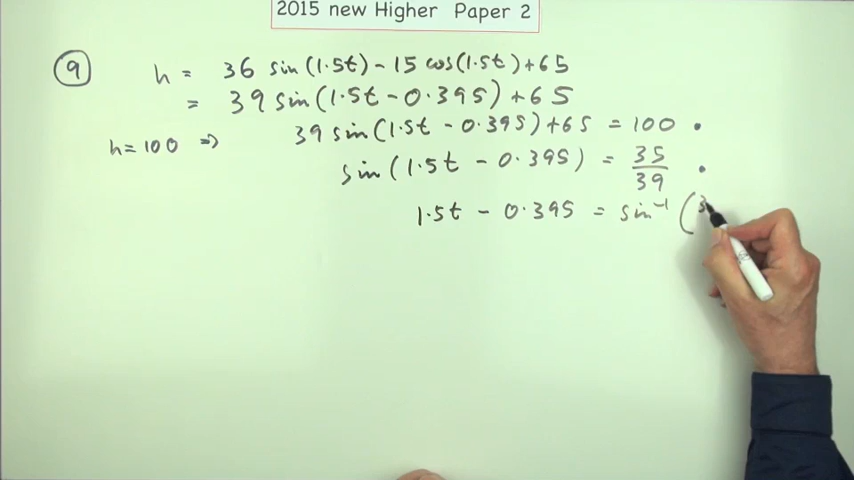 2015 new Higher Paper 2
9 h = 36 sin(1.5t) - 15 cos(1.5t) + 65
= 39 sin(1.5t - 0.395) + 65
h = 100 ⇒ 39 sin(1.5t - 0.395) + 65 = 100 •
sin(1.5t - 0.395) = 35/39 •
1.5t - 0.395 = sin⁻¹(3